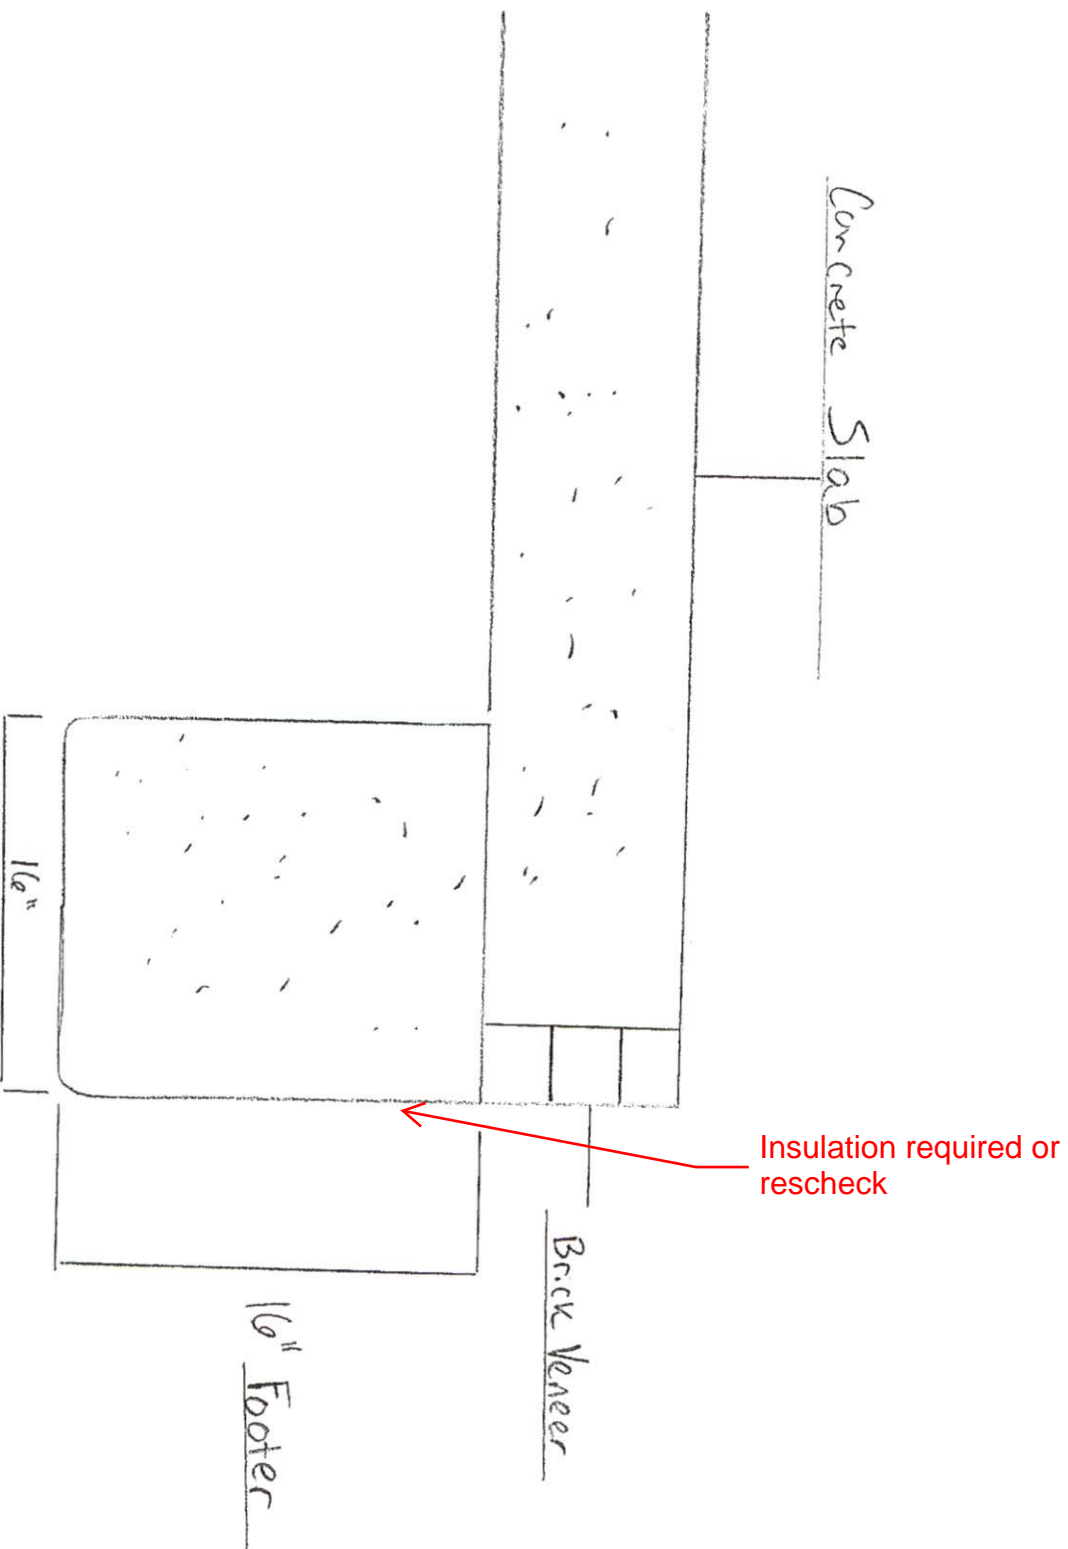 Concrete Slab
16"
Insulation required or
rescheck
Brick Veneer
16" Footer